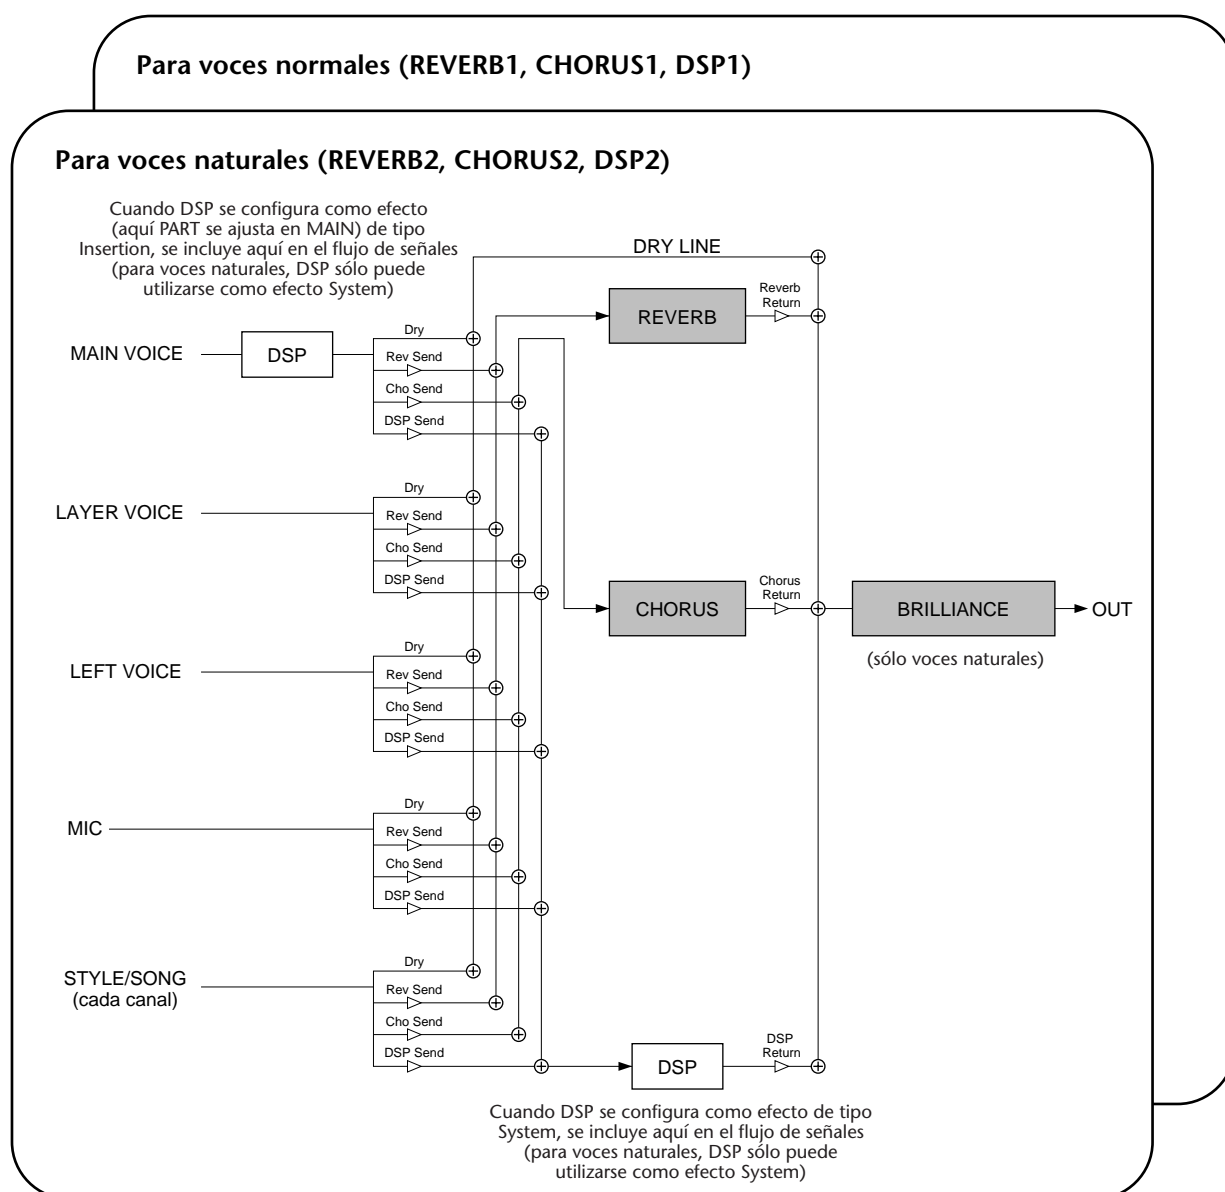 Para voces normales (REVERB1, CHORUS1, DSP1)
Para voces naturales (REVERB2, CHORUS2, DSP2)
Cuando DSP se configura como efecto
(aquí PART se ajusta en MAIN) de tipo
Insertion, se incluye aquí en el flujo de señales
(para voces naturales, DSP sólo puede
utilizarse como efecto System)
DRY LINE
Reverb
Return
REVERB
MAIN VOICE
DSP
Dry
Rev Send
Cho Send
DSP Send
LAYER VOICE
Dry
Rev Send
Cho Send
DSP Send
Chorus
Return
CHORUS
BRILLIANCE
OUT
(sólo voces naturales)
LEFT VOICE
Dry
Rev Send
Cho Send
DSP Send
MIC
Dry
Rev Send
Cho Send
DSP Send
STYLE/SONG
(cada canal)
Dry
Rev Send
Cho Send
DSP Send
DSP
DSP
Return
Cuando DSP se configura como efecto de tipo
System, se incluye aquí en el flujo de señales
(para voces naturales, DSP sólo puede
utilizarse como efecto System)